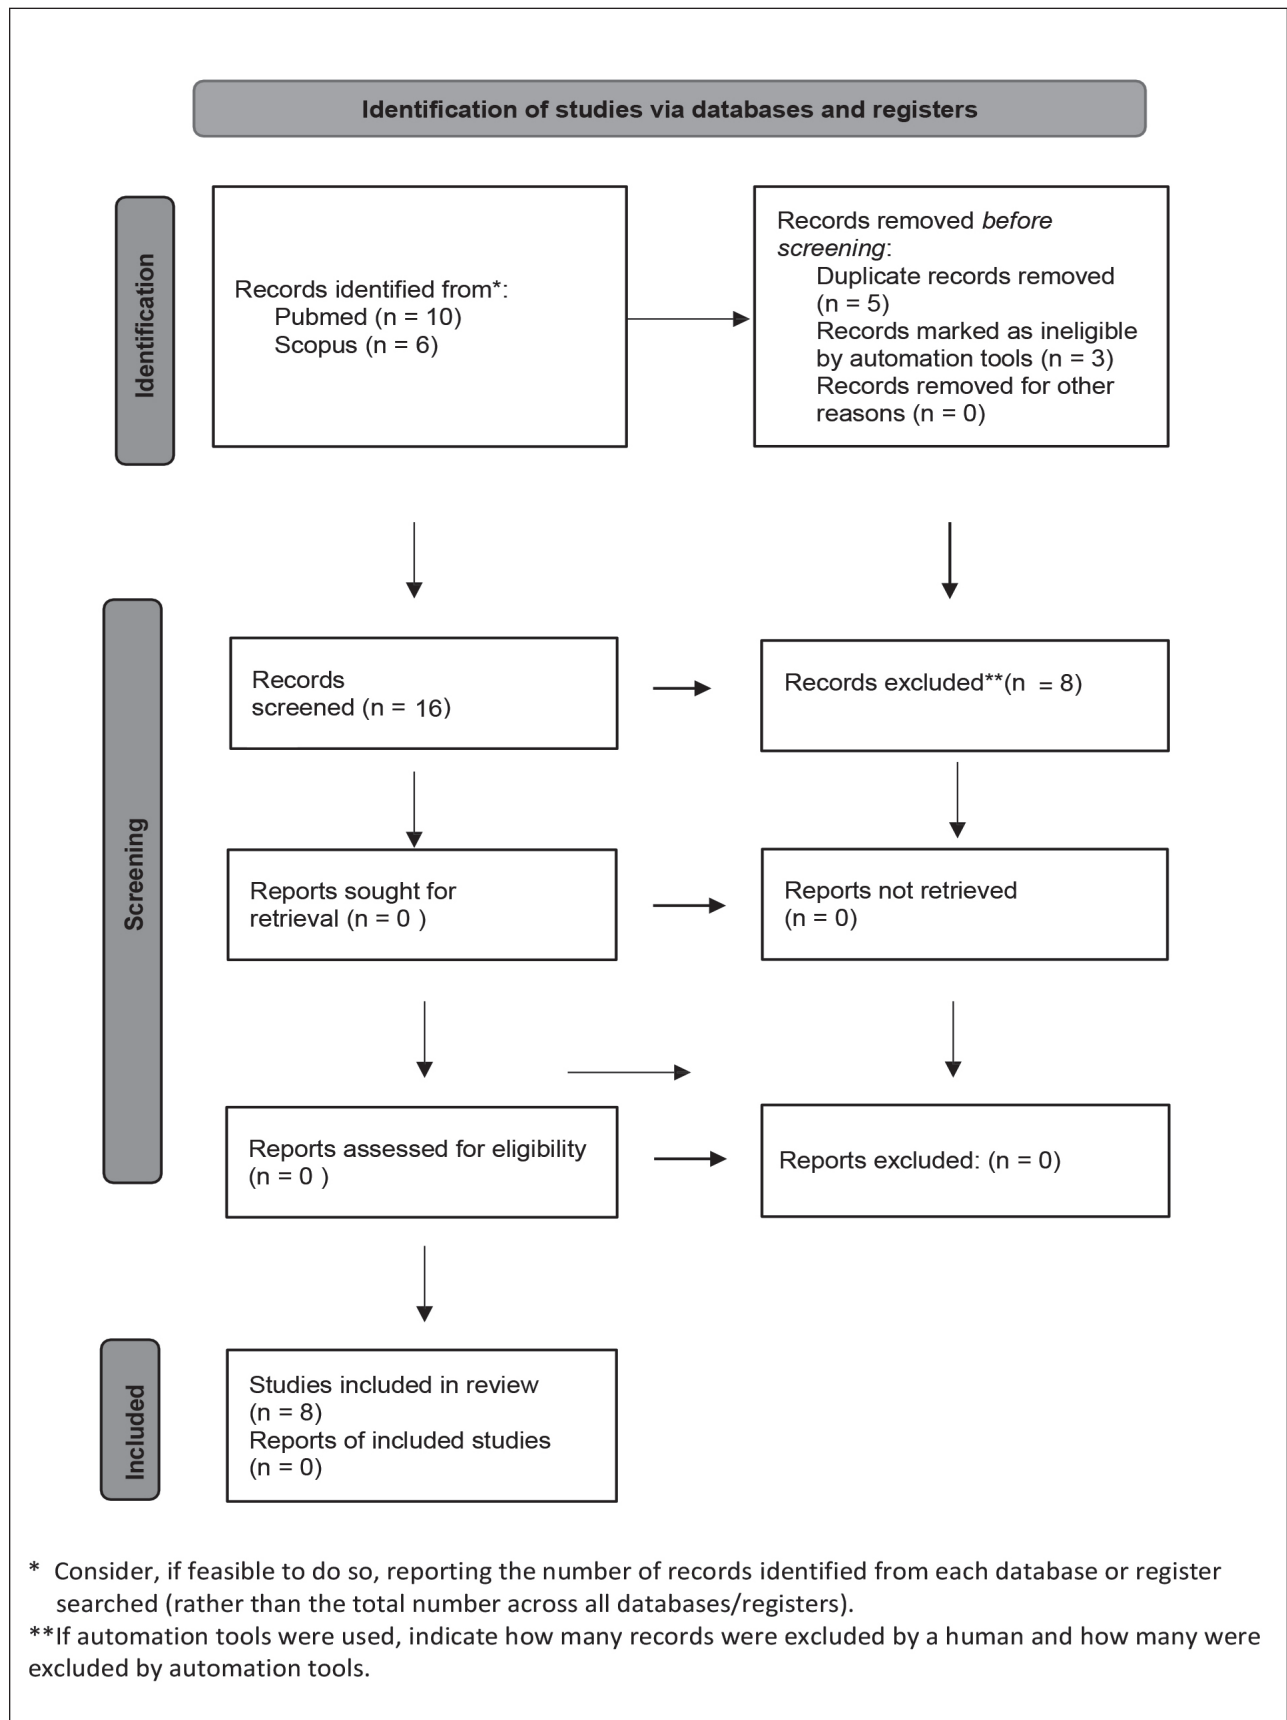 Identification of studies via databases and registers
Identification
Records identified from*:
Pubmed (n = 10)
Scopus (n = 6)
Records removed before
screening:
Duplicate records removed
(n = 5)
Records marked as ineligible
by automation tools (n = 3)
Records removed for other
reasons (n = 0)
Screening
Records
screened (n = 16)
Records excluded**(n = 8)
Reports sought for
retrieval (n = 0 )
Reports not retrieved
(n = 0)
Reports assessed for eligibility
(n = 0 )
Reports excluded: (n = 0)
Included
Studies included in review
(n = 8)
Reports of included studies
(n = 0)
* Consider, if feasible to do so, reporting the number of records identified from each database or register
searched (rather than the total number across all databases/registers).
**If automation tools were used, indicate how many records were excluded by a human and how many were
excluded by automation tools.